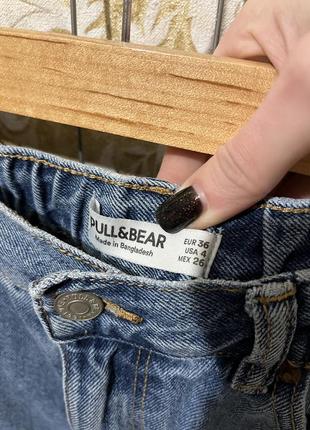 PULL&BEAR
Made in Bangladesh
EUR 36
USA 4
MEX 26